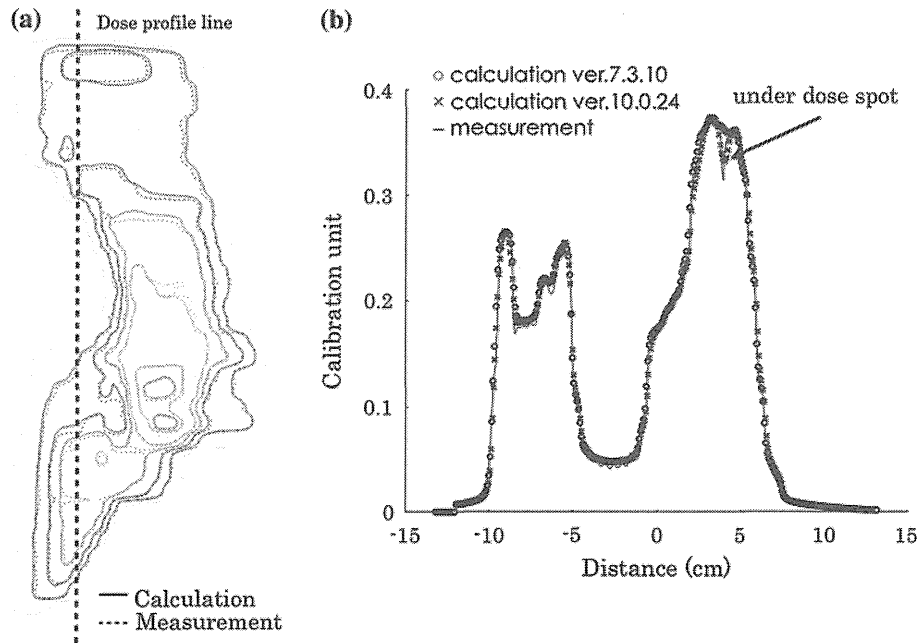 (a)
Dose profile line
Calculation
Measurement
(b)
○ calculation ver.7.3.10
× calculation ver.10.0.24
– measurement
under dose spot
Calibration unit
0.4
0.3
0.2
0.1
0
-15
-10
-5
0
5
10
15
Distance (cm)